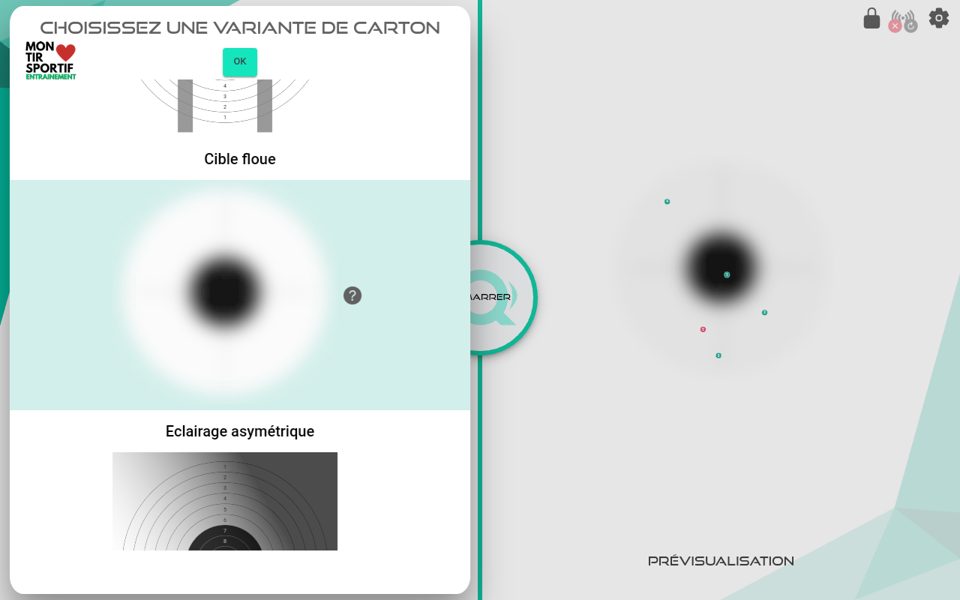 CHOISISSEZ UNE VARIANTE DE CARTON
MON
TIR
SPORTIF
ENTRAINEMENT
OK
4
3
2
1
Cible floue
?
ARRER
Eclairage asymétrique
1
2
3
4
5
6
7
8
PRÉVISUALISATION